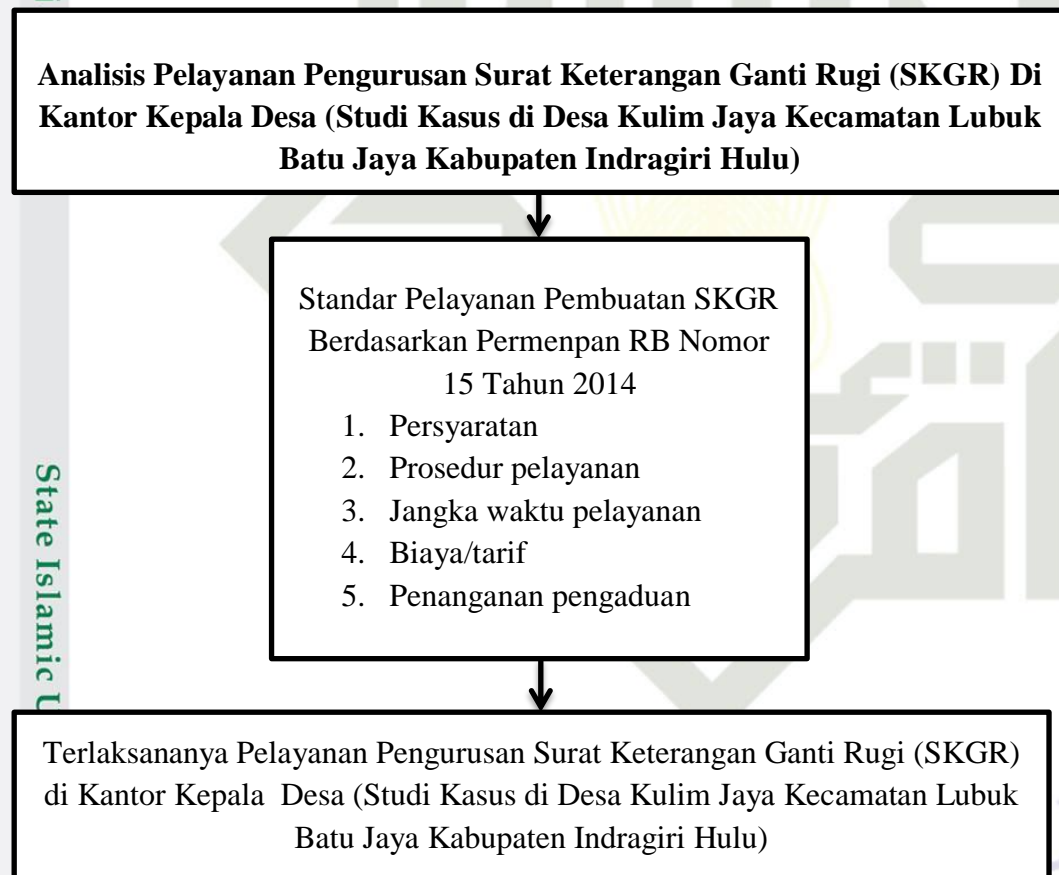 Analisis Pelayanan Pengurusan Surat Keterangan Ganti Rugi (SKGR) Di
Kantor Kepala Desa (Studi Kasus di Desa Kulim Jaya Kecamatan Lubuk
Batu Jaya Kabupaten Indragiri Hulu)
Standar Pelayanan Pembuatan SKGR
Berdasarkan Permenpan RB Nomor
15 Tahun 2014
1. Persyaratan
2. Prosedur pelayanan
3. Jangka waktu pelayanan
4. Biaya/tarif
5. Penanganan pengaduan
Terlaksananya Pelayanan Pengurusan Surat Keterangan Ganti Rugi (SKGR)
di Kantor Kepala Desa (Studi Kasus di Desa Kulim Jaya Kecamatan Lubuk
Batu Jaya Kabupaten Indragiri Hulu)
State Islamic